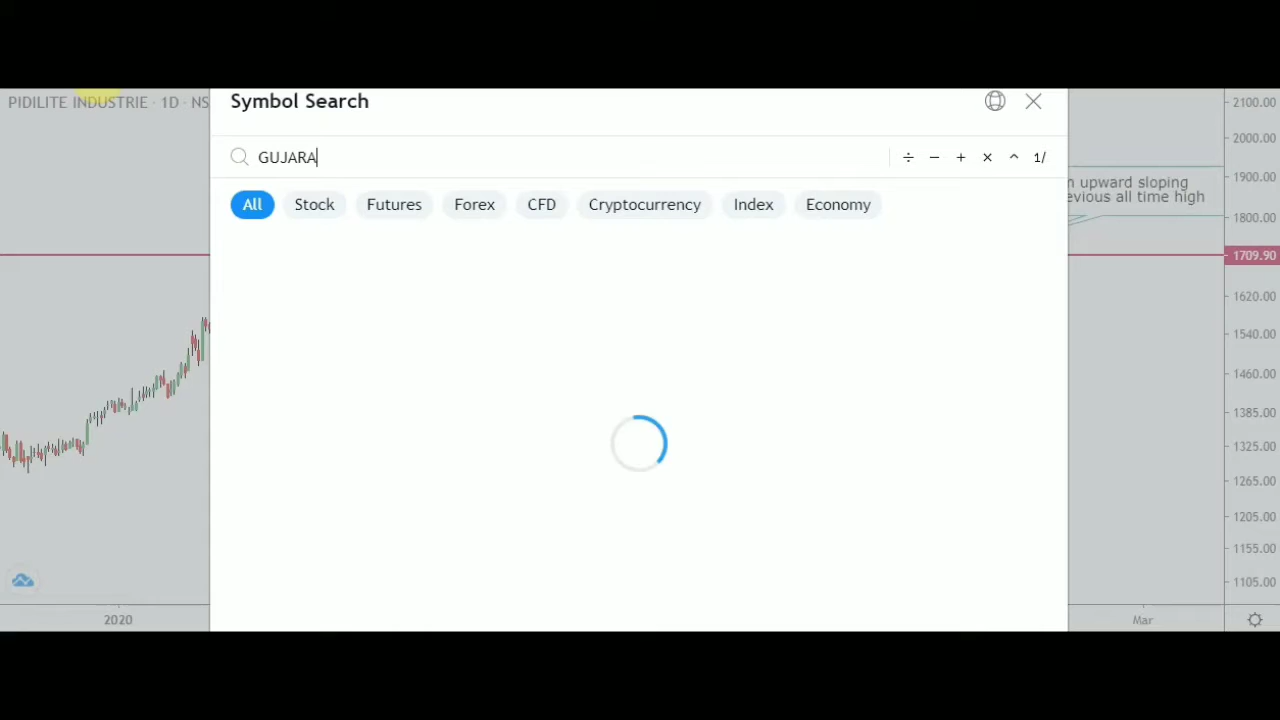 PIDILITE INDUSTRIE · 1D · NS
Symbol Search
GUJARA
÷ − + × ^ 1/
All Stock Futures Forex CFD Cryptocurrency Index Economy
n upward sloping
evious all time high
2100.00
2000.00
1900.00
1800.00
1709.90
1620.00
1540.00
1460.00
1385.00
1325.00
1265.00
1205.00
1155.00
1105.00
2020
Mar